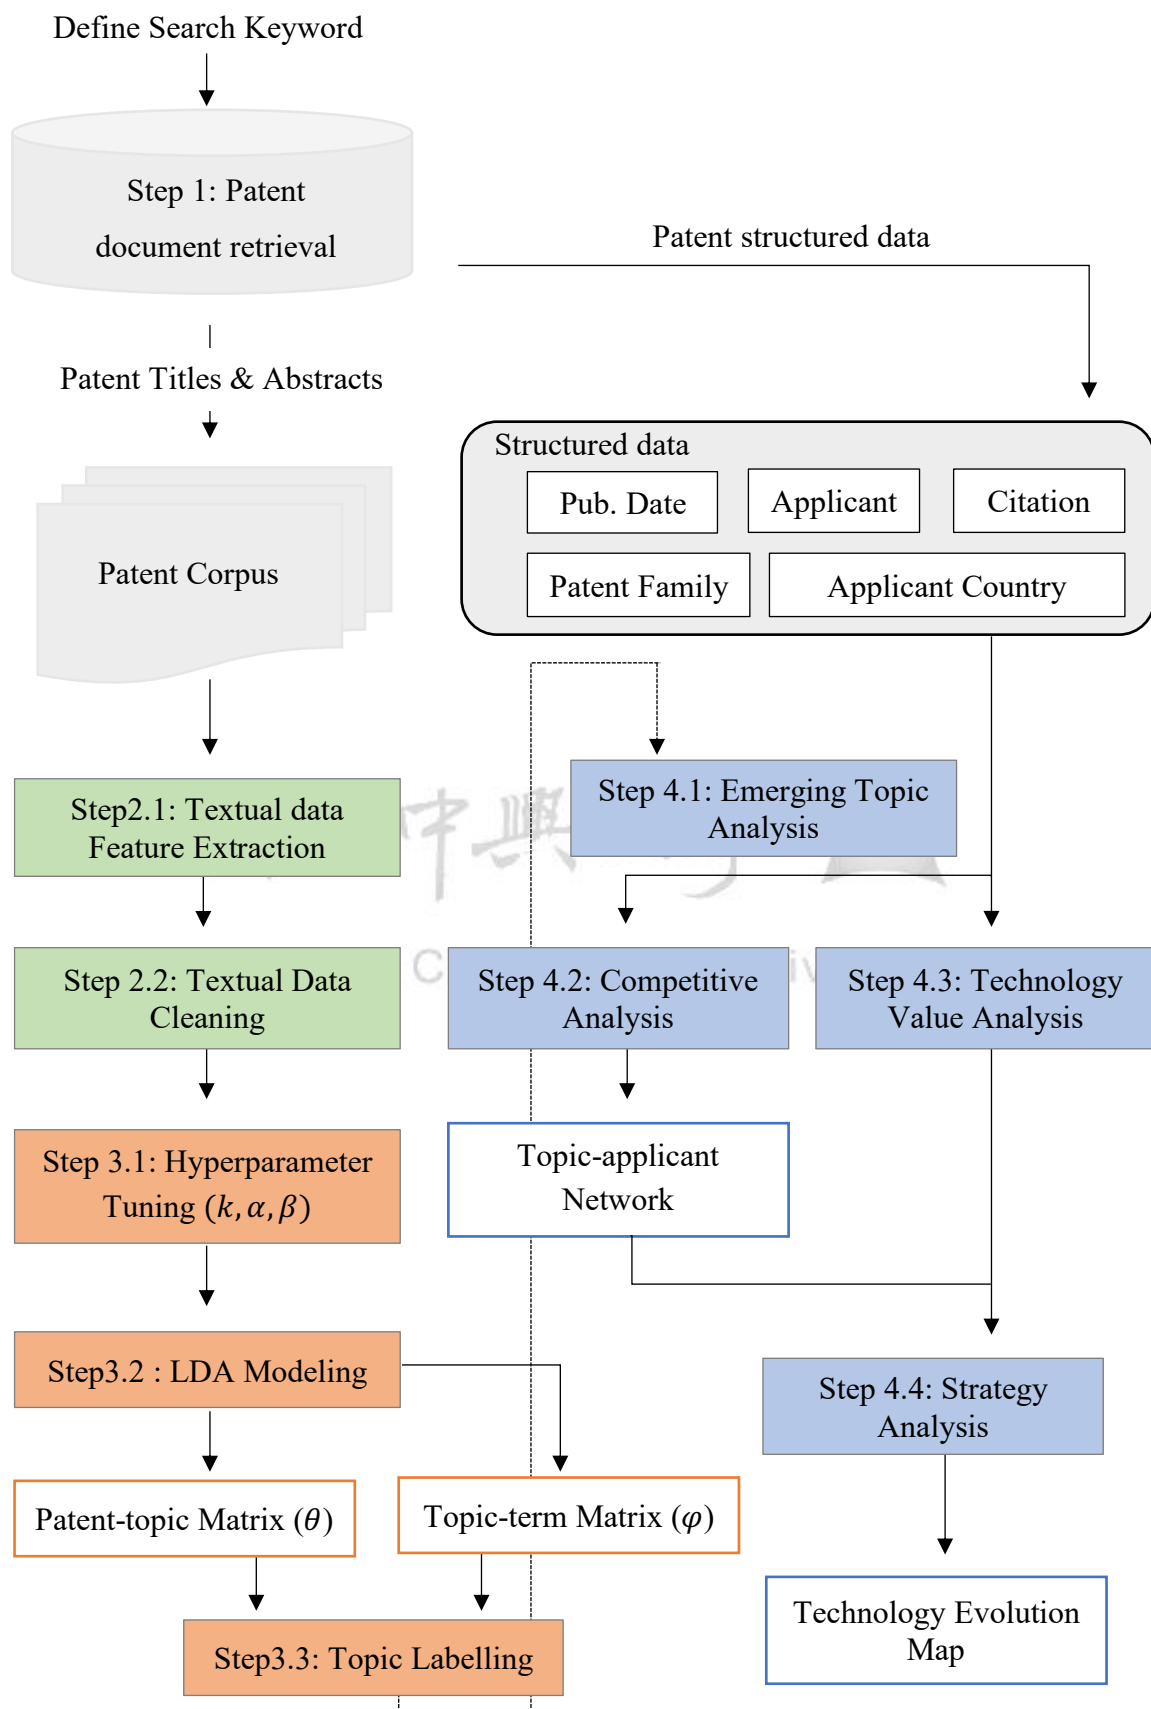 Define Search Keyword
Step 1: Patent
document retrieval
Patent structured data
Patent Titles & Abstracts
Structured data
Pub. Date
Applicant
Citation
Patent Family
Applicant Country
Patent Corpus
Step2.1: Textual data
Feature Extraction
Step 4.1: Emerging Topic
Analysis
中興
Step 2.2: Textual Data
Cleaning
Step 4.2: Competitive
Analysis
Step 4.3: Technology
Value Analysis
Step 3.1: Hyperparameter
Tuning (k, α, β)
Topic-applicant
Network
Step3.2 : LDA Modeling
Step 4.4: Strategy
Analysis
Patent-topic Matrix (θ)
Topic-term Matrix (φ)
Step3.3: Topic Labelling
Technology Evolution
Map